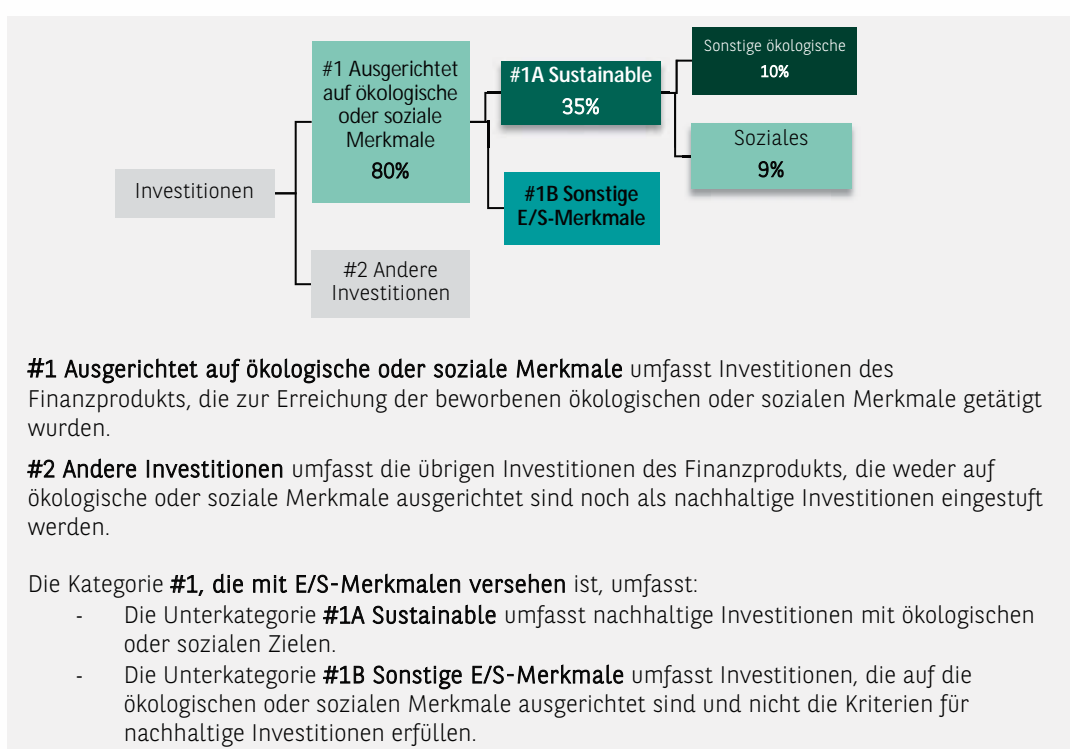 Sonstige ökologische
10%
#1 Ausgerichtet
auf ökologische
oder soziale
Merkmale
80%
#1A Sustainable
35%
Soziales
9%
Investitionen
#1B Sonstige
E/S-Merkmale
#2 Andere
Investitionen
#1 Ausgerichtet auf ökologische oder soziale Merkmale umfasst Investitionen des
Finanzprodukts, die zur Erreichung der beworbenen ökologischen oder sozialen Merkmale getätigt
wurden.
#2 Andere Investitionen umfasst die übrigen Investitionen des Finanzprodukts, die weder auf
ökologische oder soziale Merkmale ausgerichtet sind noch als nachhaltige Investitionen eingestuft
werden.
Die Kategorie #1, die mit E/S-Merkmalen versehen ist, umfasst:
- Die Unterkategorie #1A Sustainable umfasst nachhaltige Investitionen mit ökologischen
oder sozialen Zielen.
- Die Unterkategorie #1B Sonstige E/S-Merkmale umfasst Investitionen, die auf die
ökologischen oder sozialen Merkmale ausgerichtet sind und nicht die Kriterien für
nachhaltige Investitionen erfüllen.